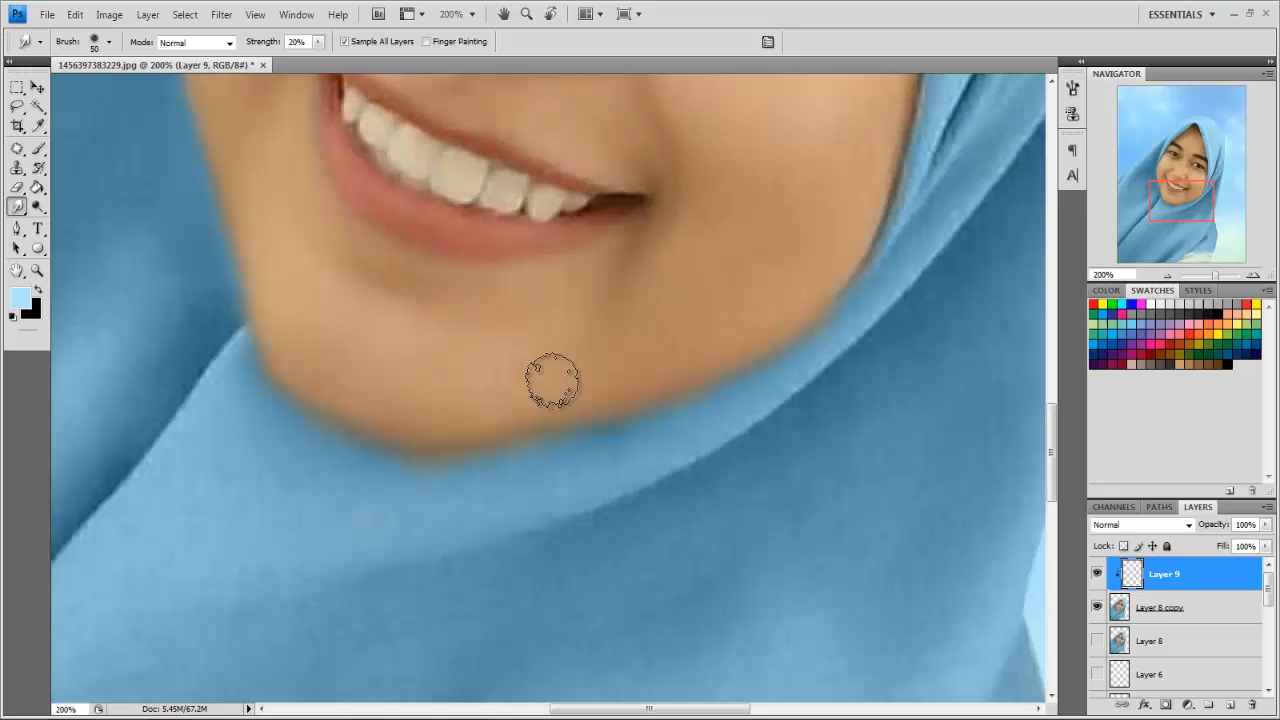 Ps File Edit Image Layer Select Filter View Window Help Br 200% ESSENTIALS
Brush: 50 Mode: Normal Strength: 20% Sample All Layers Finger Painting
1456397383229.jpg @ 200% (Layer 9, RGB/8#) *
NAVIGATOR
200%
COLOR SWATCHES STYLES
CHANNELS PATHS LAYERS
Normal Opacity: 100%
Lock: Fill: 100%
Layer 9
Layer 8 copy
Layer 8
Layer 6
200% Doc: 5.45M/67.2M